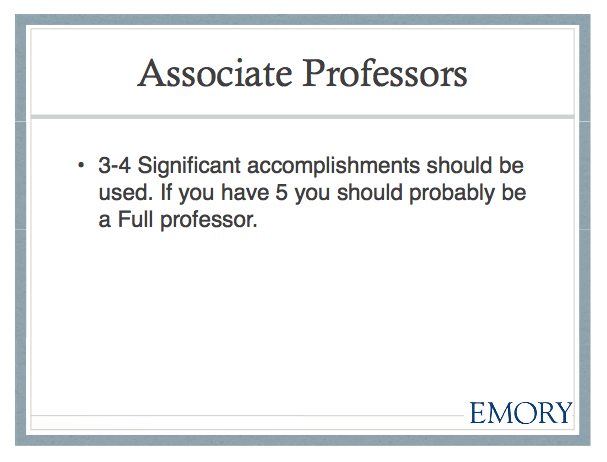 Associate Professors
• 3-4 Significant accomplishments should be
used. If you have 5 you should probably be
a Full professor.
EMORY